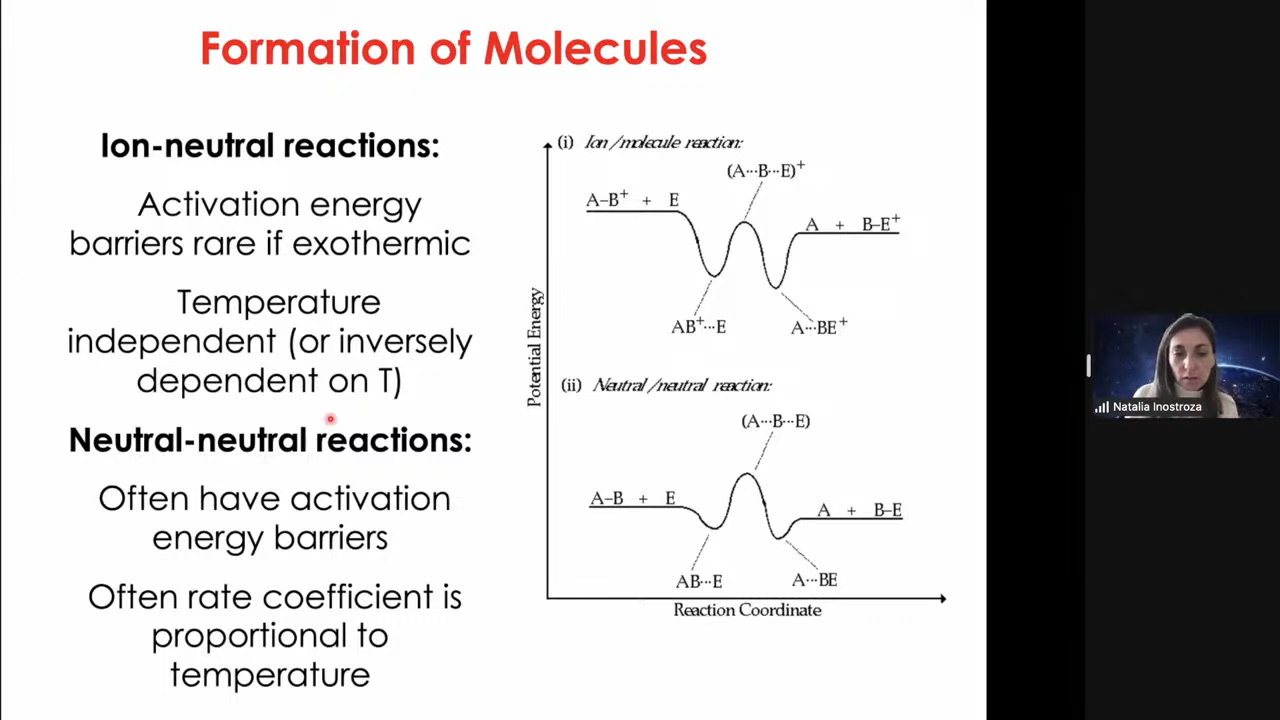 Formation of Molecules
Ion-neutral reactions:
Activation energy
barriers rare if exothermic
Temperature
independent (or inversely
dependent on T)
Neutral-neutral reactions:
Often have activation
energy barriers
Often rate coefficient is
proportional to
temperature
(i) Ion/molecule reaction:
(A···B···E)⁺
A–B⁺ + E
A + B–E⁺
AB⁺···E
A···BE⁺
Potential Energy
(ii) Neutral/neutral reaction:
(A···B···E)
A–B + E
A + B–E
AB···E
A···BE
Reaction Coordinate
Natalia Inostroza